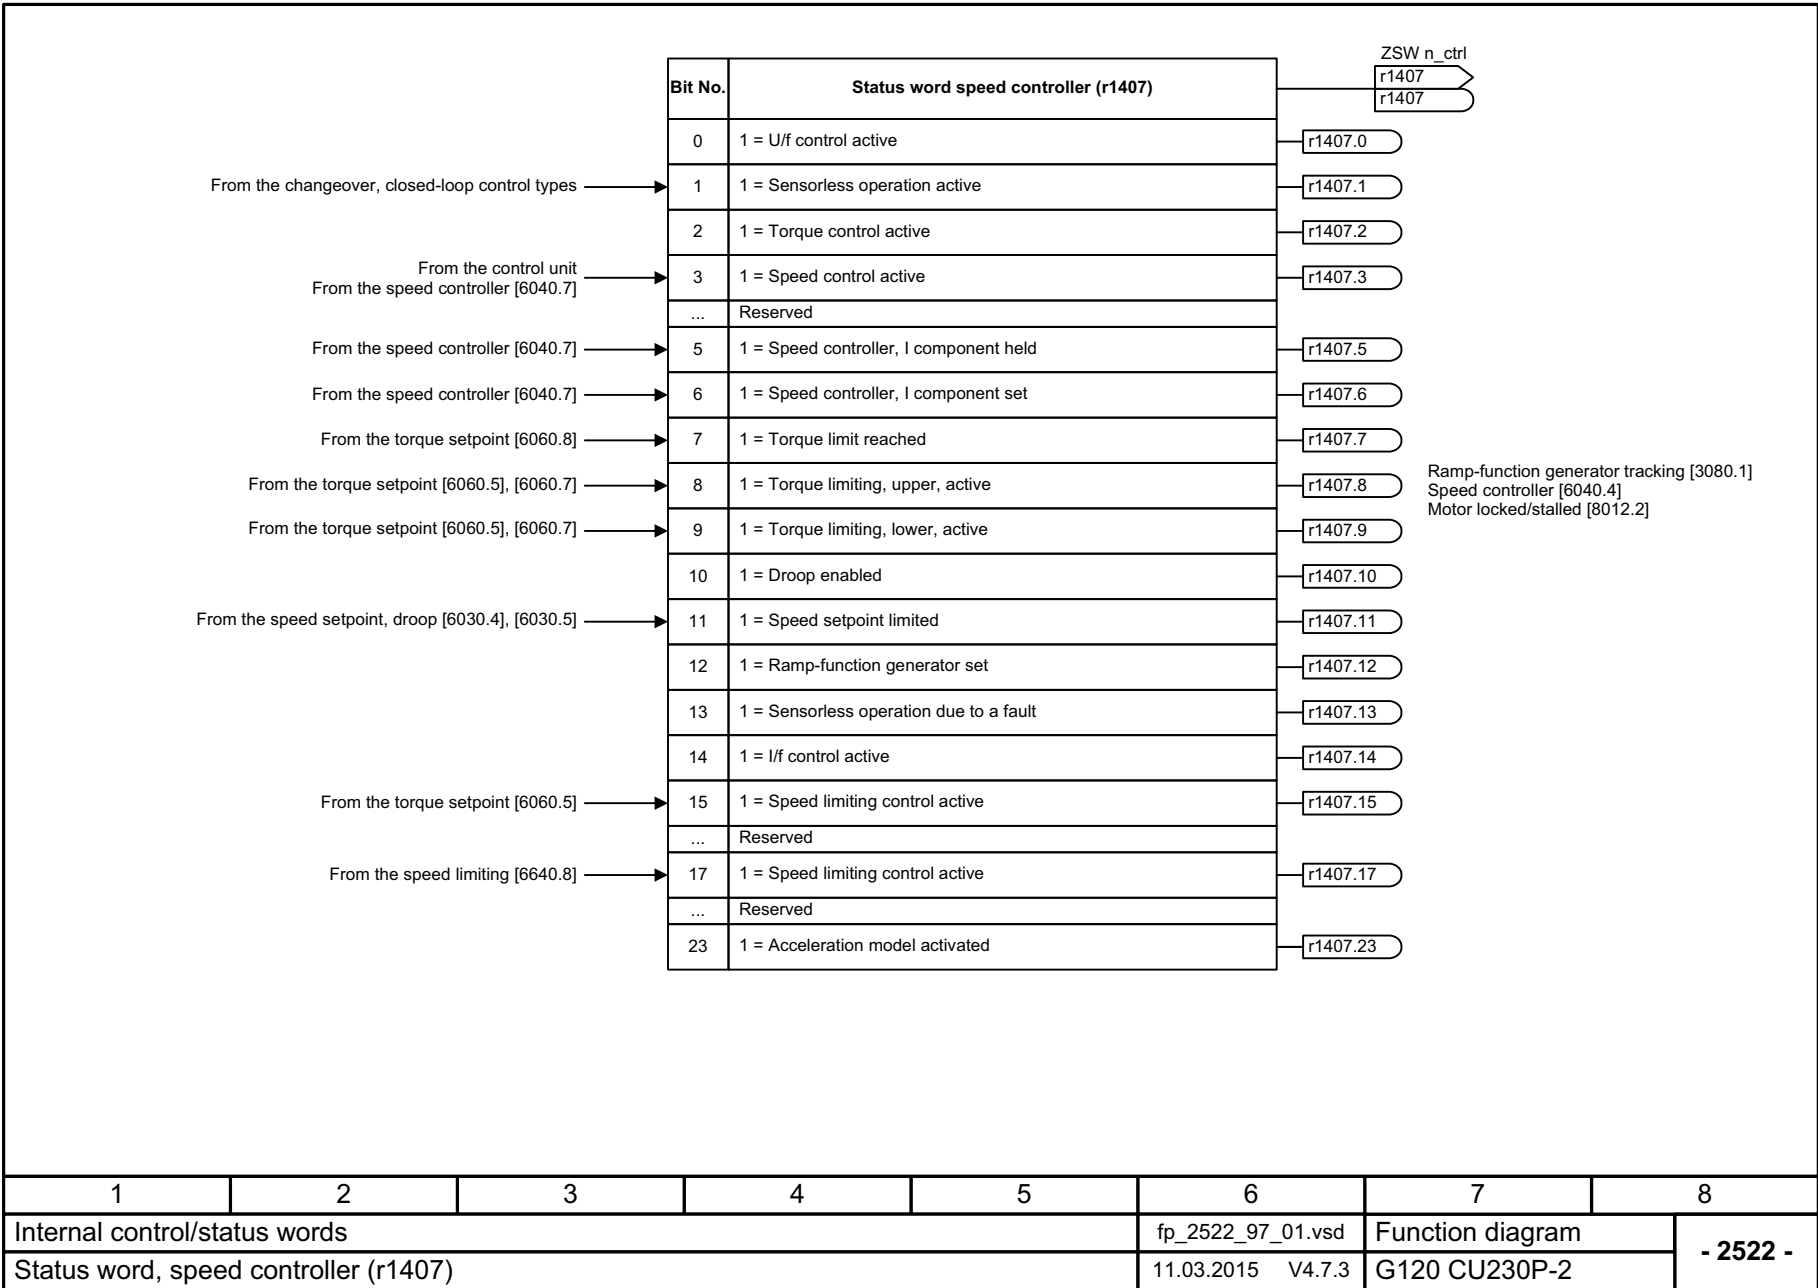 ZSW n_ctrl
Bit No. Status word speed controller (r1407) r1407
r1407
0 1 = U/f control active r1407.0
From the changeover, closed-loop control types 1 1 = Sensorless operation active r1407.1
2 1 = Torque control active r1407.2
From the control unit
From the speed controller [6040.7] 3 1 = Speed control active r1407.3
... Reserved
From the speed controller [6040.7] 5 1 = Speed controller, I component held r1407.5
From the speed controller [6040.7] 6 1 = Speed controller, I component set r1407.6
From the torque setpoint [6060.8] 7 1 = Torque limit reached r1407.7
From the torque setpoint [6060.5], [6060.7] 8 1 = Torque limiting, upper, active r1407.8
Ramp-function generator tracking [3080.1]
Speed controller [6040.4]
Motor locked/stalled [8012.2]
From the torque setpoint [6060.5], [6060.7] 9 1 = Torque limiting, lower, active r1407.9
10 1 = Droop enabled r1407.10
From the speed setpoint, droop [6030.4], [6030.5] 11 1 = Speed setpoint limited r1407.11
12 1 = Ramp-function generator set r1407.12
13 1 = Sensorless operation due to a fault r1407.13
14 1 = I/f control active r1407.14
From the torque setpoint [6060.5] 15 1 = Speed limiting control active r1407.15
... Reserved
From the speed limiting [6640.8] 17 1 = Speed limiting control active r1407.17
... Reserved
23 1 = Acceleration model activated r1407.23
1 2 3 4 5 6 7 8
Internal control/status words fp_2522_97_01.vsd Function diagram - 2522 -
Status word, speed controller (r1407) 11.03.2015 V4.7.3 G120 CU230P-2